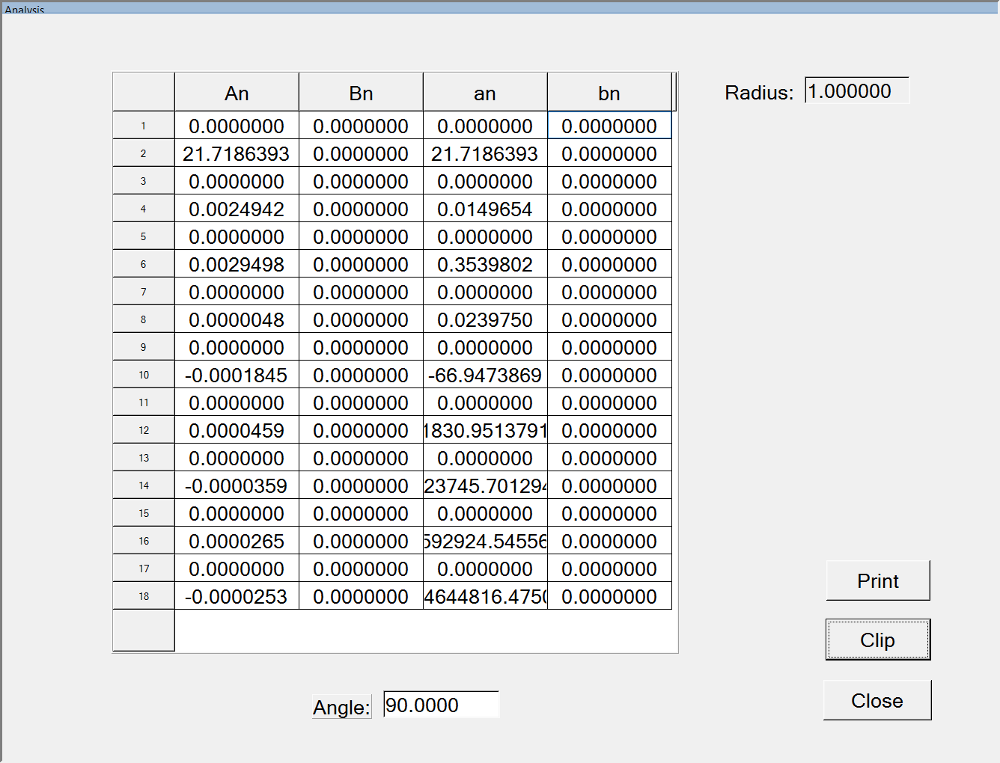 Analysis
An Bn an bn
Radius: 1.000000
1 0.0000000 0.0000000 0.0000000 0.0000000
2 21.7186393 0.0000000 21.7186393 0.0000000
3 0.0000000 0.0000000 0.0000000 0.0000000
4 0.0024942 0.0000000 0.0149654 0.0000000
5 0.0000000 0.0000000 0.0000000 0.0000000
6 0.0029498 0.0000000 0.3539802 0.0000000
7 0.0000000 0.0000000 0.0000000 0.0000000
8 0.0000048 0.0000000 0.0239750 0.0000000
9 0.0000000 0.0000000 0.0000000 0.0000000
10 -0.0001845 0.0000000 -66.9473869 0.0000000
11 0.0000000 0.0000000 0.0000000 0.0000000
12 0.0000459 0.0000000 1830.9513791 0.0000000
13 0.0000000 0.0000000 0.0000000 0.0000000
14 -0.0000359 0.0000000 23745.701294 0.0000000
15 0.0000000 0.0000000 0.0000000 0.0000000
16 0.0000265 0.0000000 592924.54556 0.0000000
17 0.0000000 0.0000000 0.0000000 0.0000000
18 -0.0000253 0.0000000 4644816.4750 0.0000000
Print
Clip
Close
Angle: 90.0000